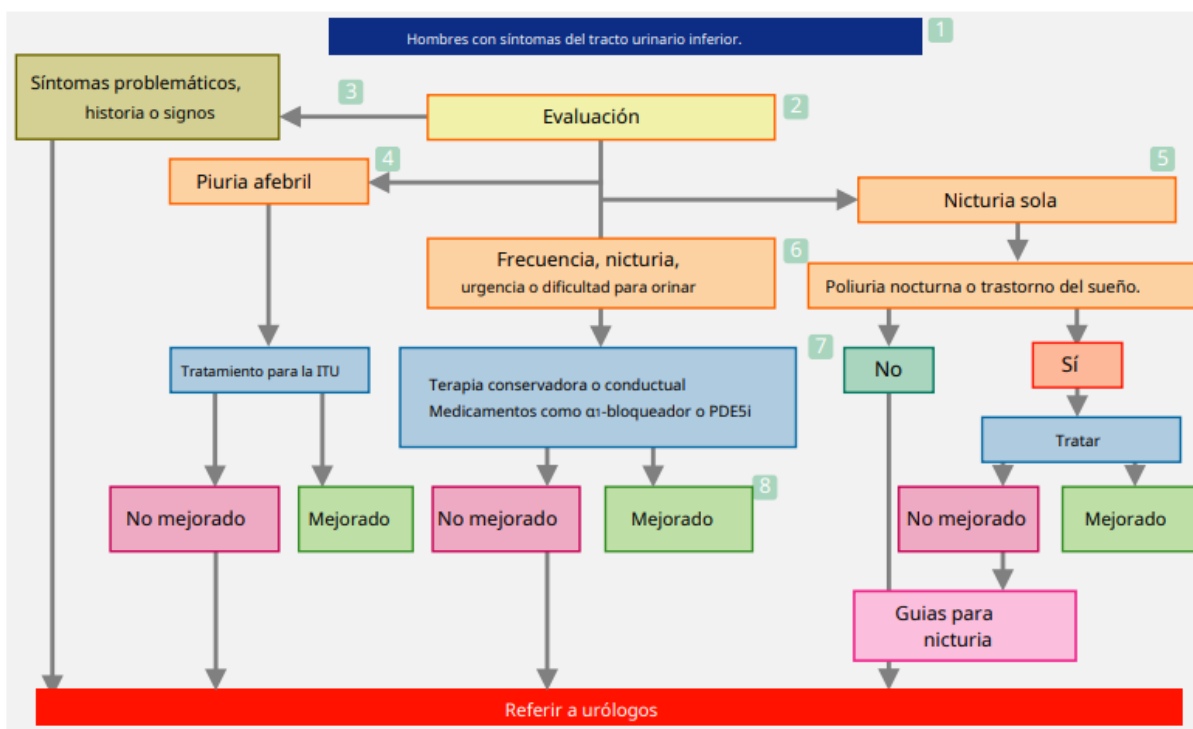 Hombres con síntomas del tracto urinario inferior.
1
Síntomas problemáticos,
historia o signos
3
Evaluación
2
Piuria afebril
4
Nicturia sola
5
Frecuencia, nicturia,
urgencia o dificultad para orinar
6
Poliuria nocturna o trastorno del sueño.
Tratamiento para la ITU
Terapia conservadora o conductual
Medicamentos como α1-bloqueador o PDE5i
7
No
Sí
Tratar
No mejorado
Mejorado
No mejorado
Mejorado
8
No mejorado
Mejorado
Guias para
nicturia
Referir a urólogos